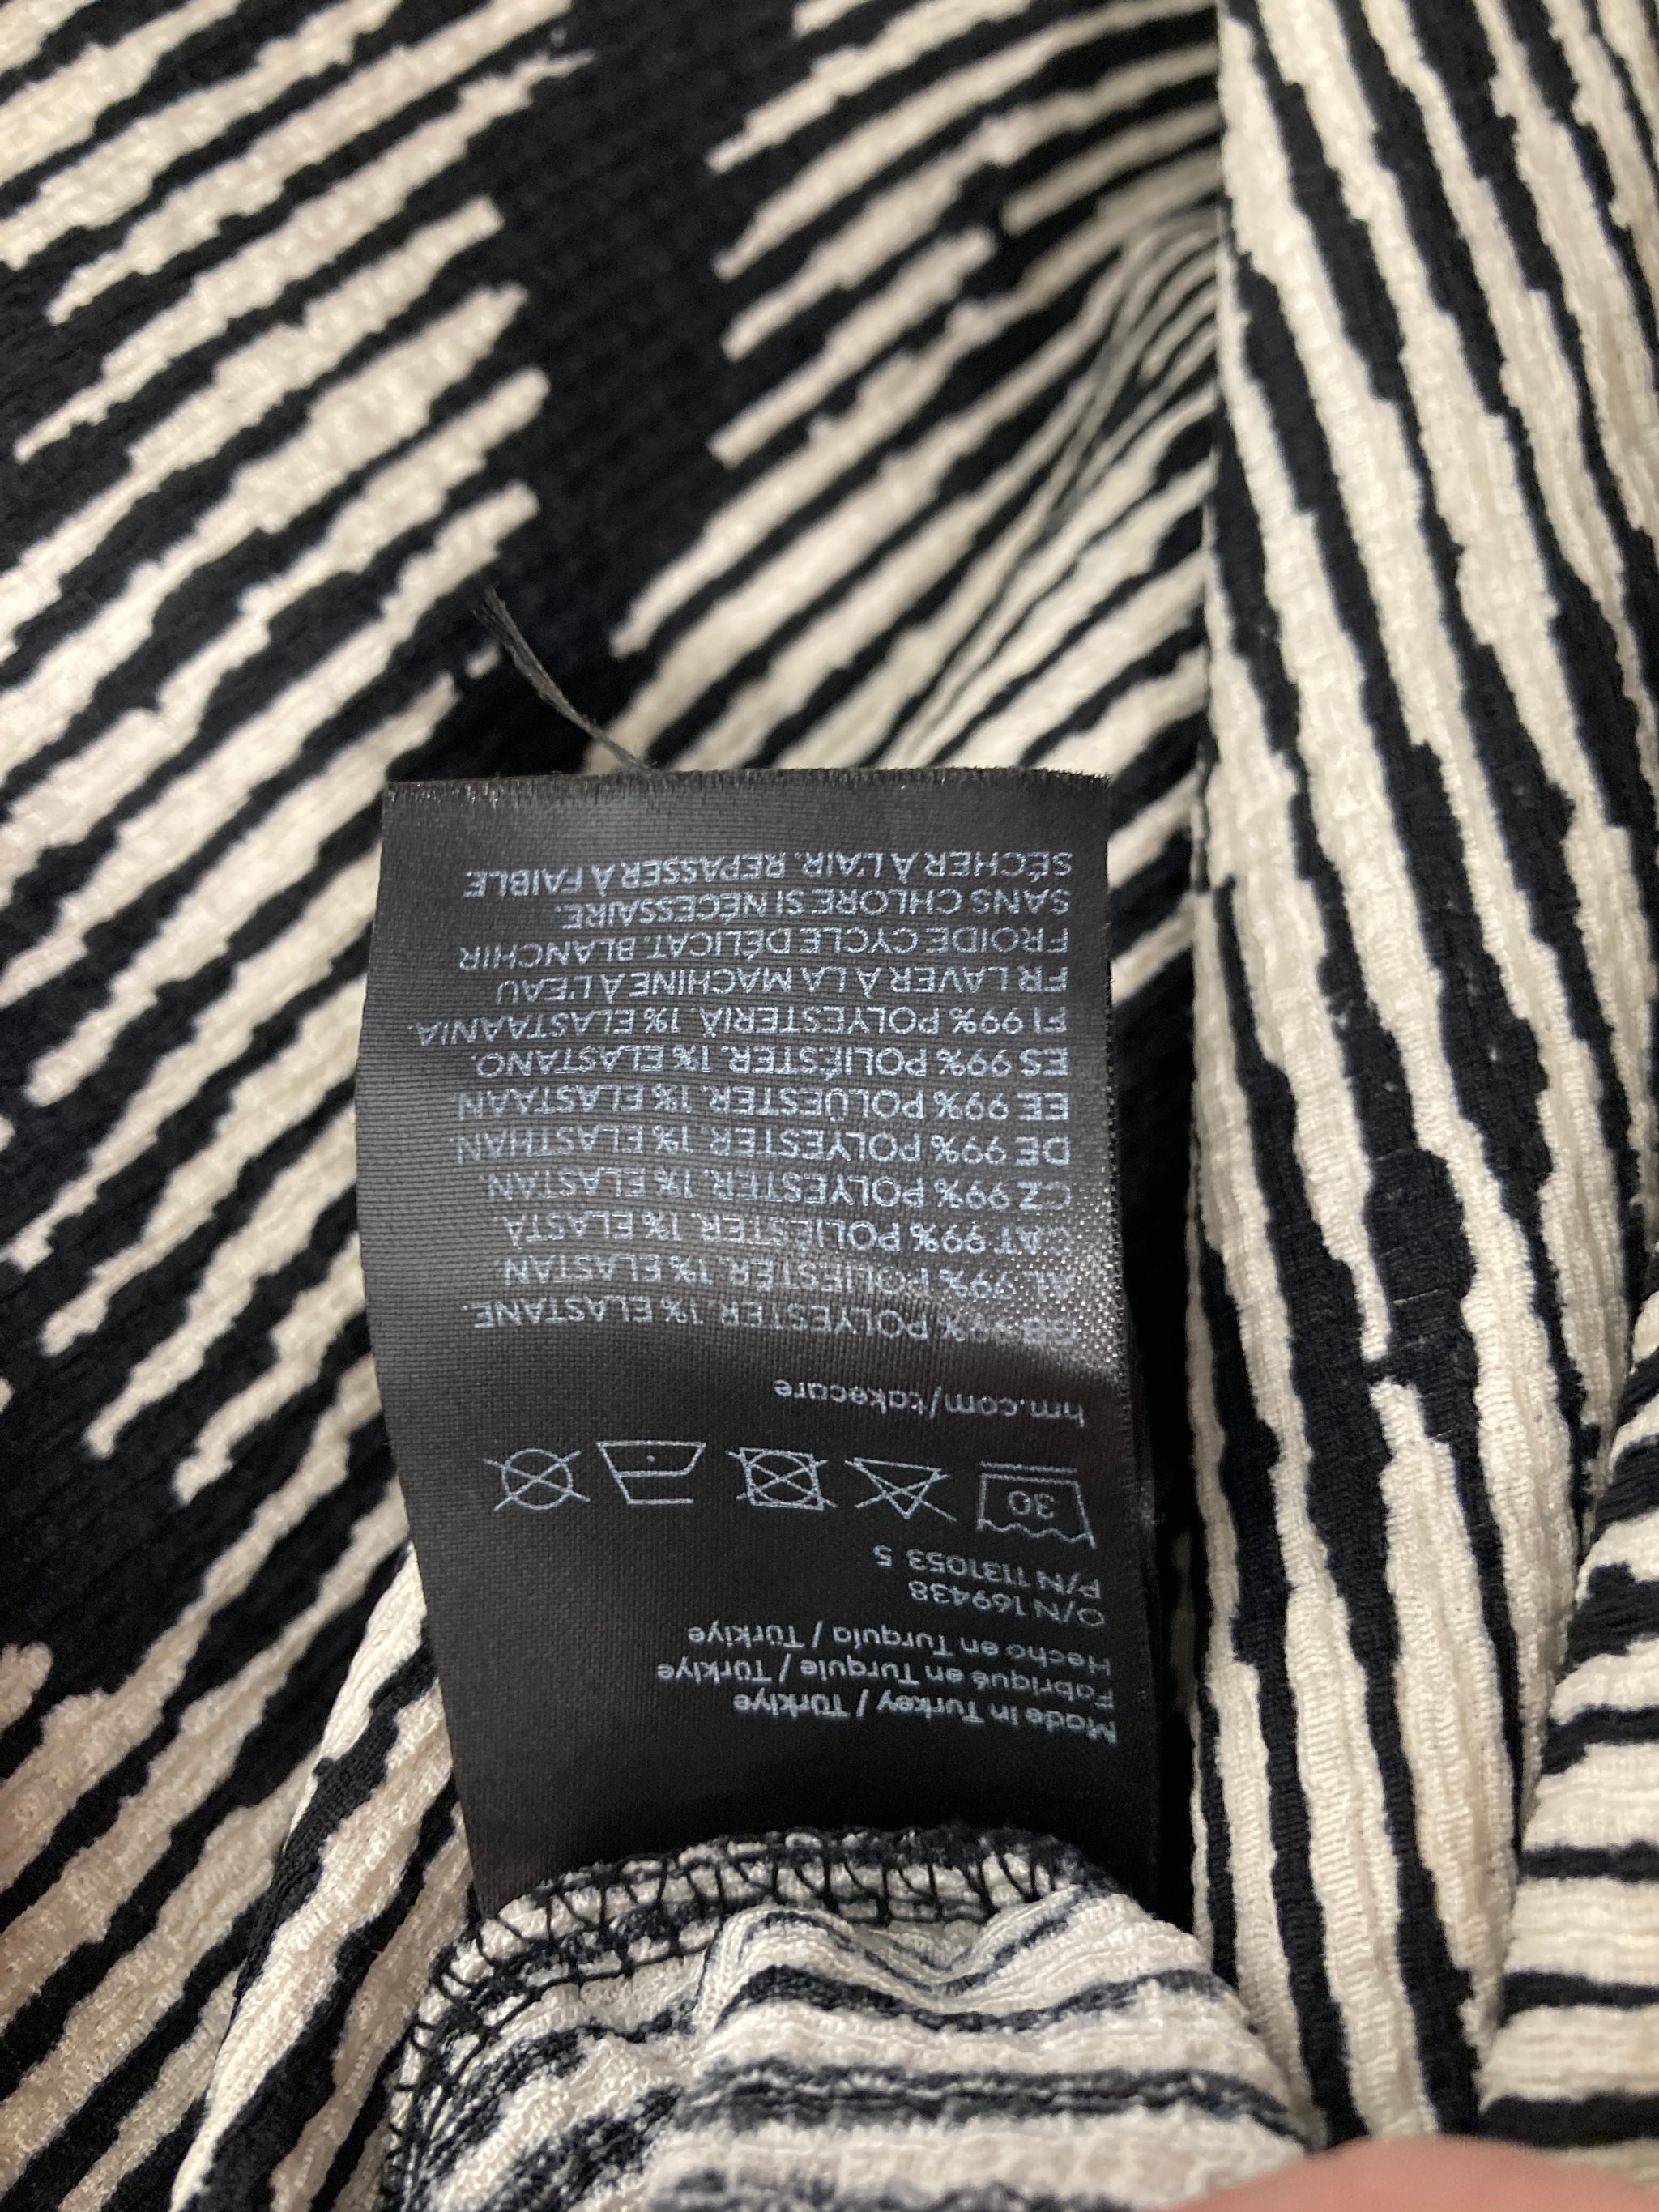 Made in Turkey / Türkiye
Fabriqué en Turquie / Türkiye
Hecho en Turquía / Türkiye
O/N 169438
P/N 1131053 5
30
hm.com/takecare
% POLYESTER. 1% ELASTANE.
AL 99% POLIESTER. 1% ELASTAN.
CAT 99% POLIÈSTER. 1% ELASTÀ.
CZ 99% POLYESTER. 1% ELASTAN.
DE 99% POLYESTER. 1% ELASTHAN.
EE 99% POLÜESTER. 1% ELASTAAN
ES 99% POLIÉSTER. 1% ELASTANO.
FI 99% POLYESTERIÄ. 1% ELASTAANIA.
FR LAVER À LA MACHINE À L'EAU
FROIDE CYCLE DÉLICAT. BLANCHIR
SANS CHLORE SI NÉCESSAIRE.
SÉCHER À L'AIR. REPASSER À FAIBLE